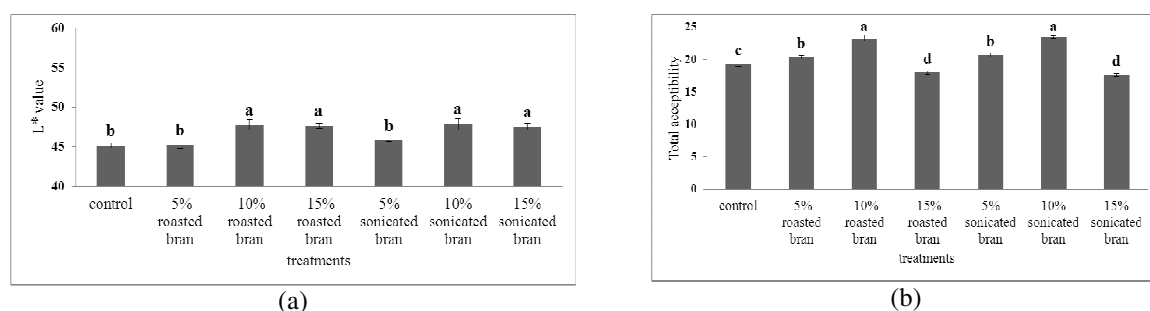 60
55
50
45
40
L* value
b
b
a
a
b
a
a
control
5% roasted bran
10% roasted bran
15% roasted bran
5% sonicated bran
10% sonicated bran
15% sonicated bran
treatments
(a)
25
20
15
10
5
0
Total acceptibility
c
b
a
d
b
a
d
control
5% roasted bran
10% roasted bran
15% roasted bran
5% sonicated bran
10% sonicated bran
15% sonicated bran
treatments
(b)